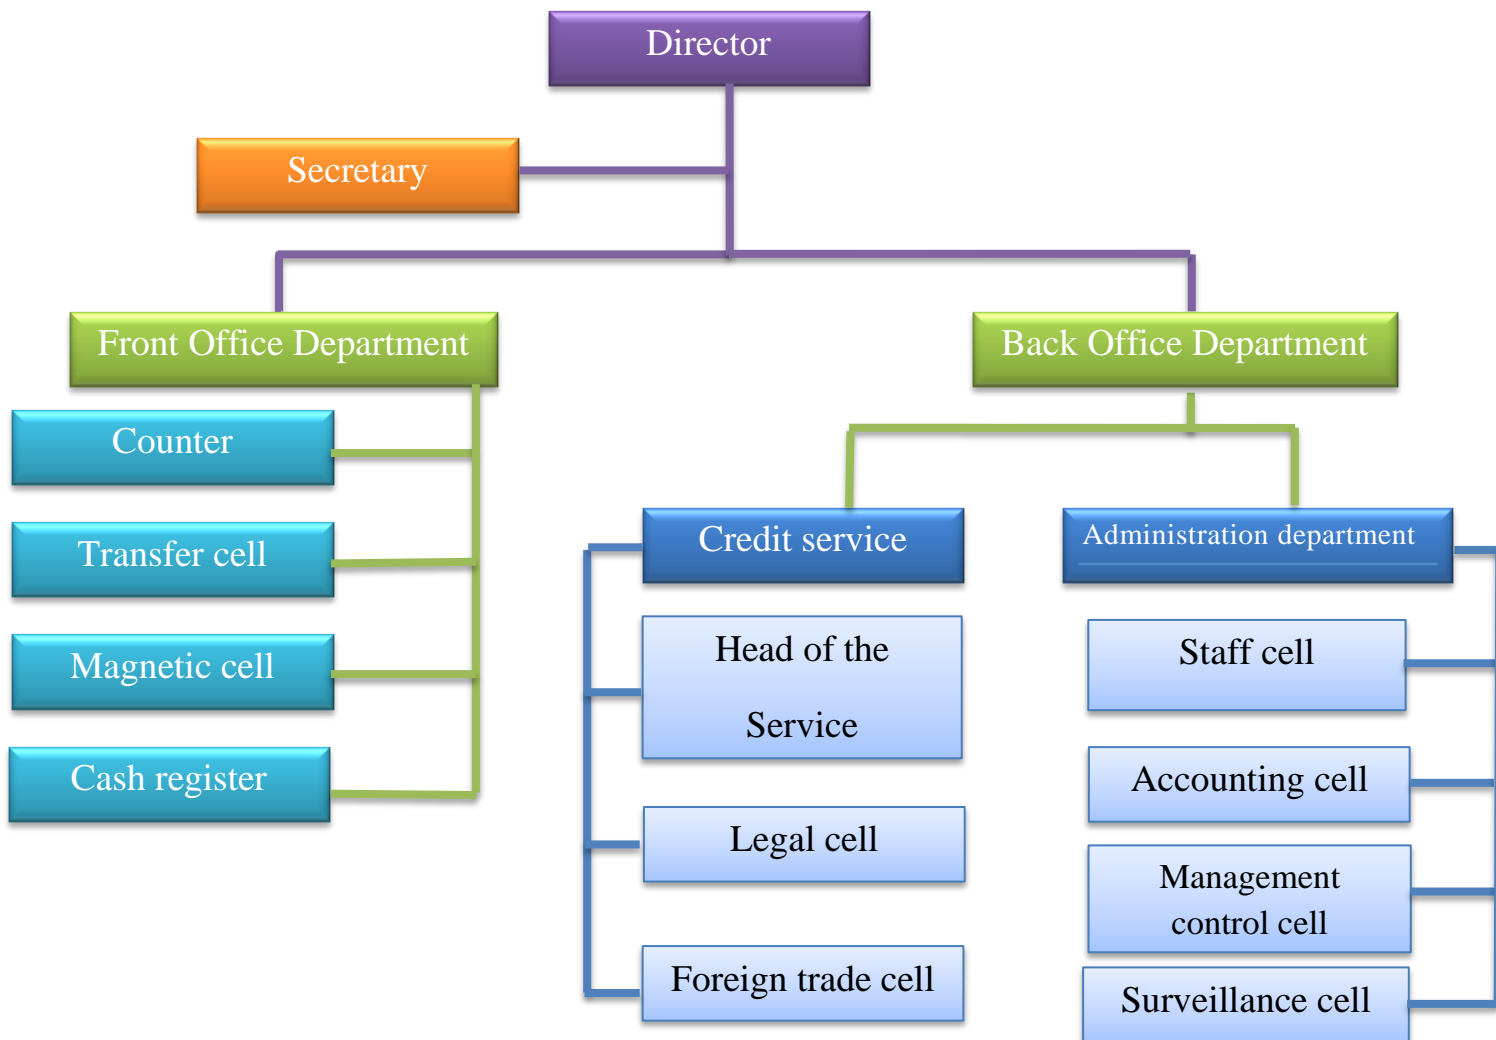 Director
Secretary
Front Office Department
Back Office Department
Counter
Transfer cell
Magnetic cell
Cash register
Credit service
Head of the
Service
Legal cell
Foreign trade cell
Administration department
Staff cell
Accounting cell
Management
control cell
Surveillance cell